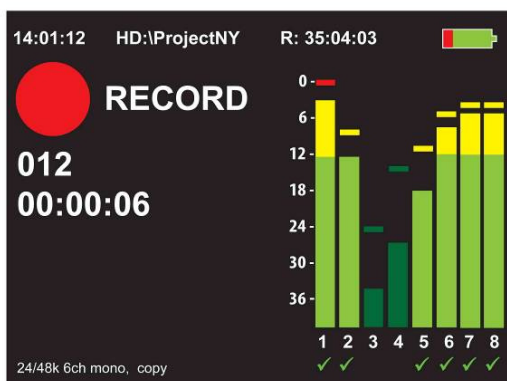 14:01:12 HD:\ProjectNY R: 35:04:03
RECORD
012
00:00:06
0 -
6 -
12 -
18 -
24 -
30 -
36 -
1 2 3 4 5 6 7 8
24/48k 6ch mono, copy